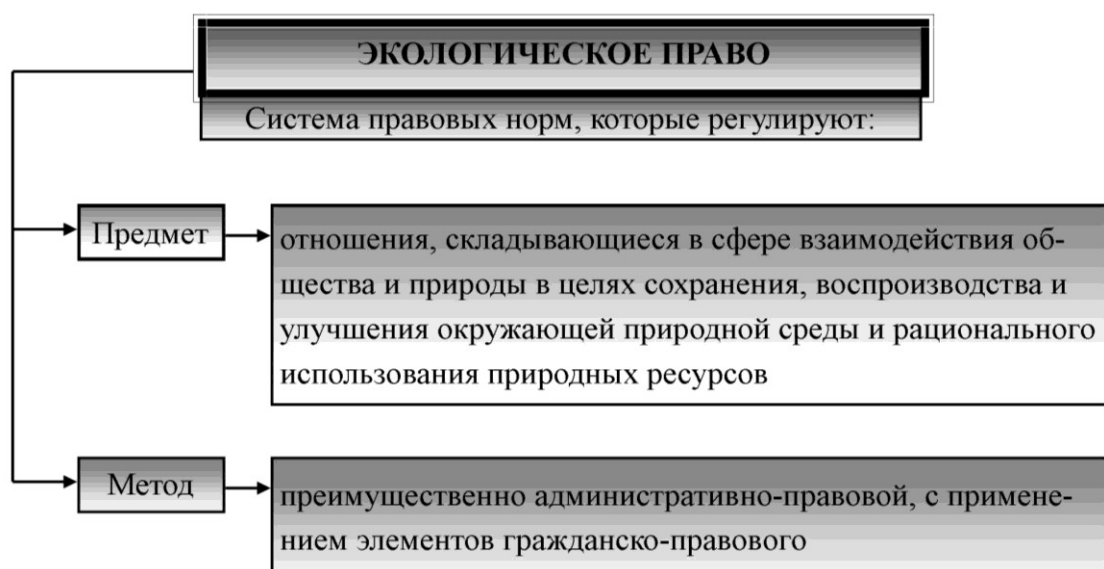 ЭКОЛОГИЧЕСКОЕ ПРАВО
Система правовых норм, которые регулируют:
Предмет
отношения, складывающиеся в сфере взаимодействия об-
щества и природы в целях сохранения, воспроизводства и
улучшения окружающей природной среды и рационального
использования природных ресурсов
Метод
преимущественно административно-правовой, с примене-
нием элементов гражданско-правового